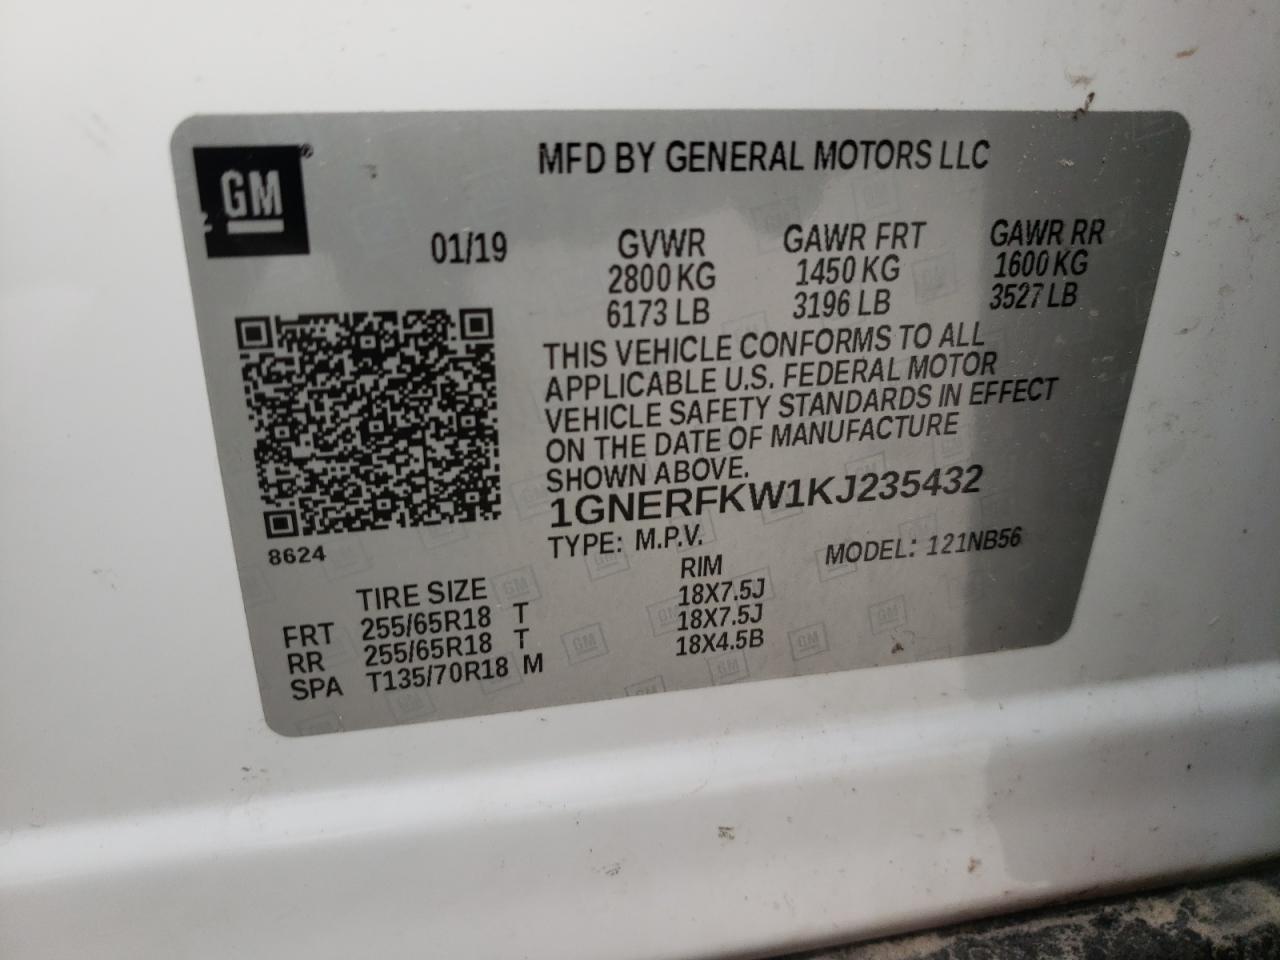 GM®
MFD BY GENERAL MOTORS LLC
01/19
GVWR
2800 KG
6173 LB
GAWR FRT
1450 KG
3196 LB
GAWR RR
1600 KG
3527 LB
THIS VEHICLE CONFORMS TO ALL
APPLICABLE U.S. FEDERAL MOTOR
VEHICLE SAFETY STANDARDS IN EFFECT
ON THE DATE OF MANUFACTURE
SHOWN ABOVE.
1GNERFKW1KJ235432
TYPE: M.P.V.
MODEL: 121NB56
8624
TIRE SIZE RIM
FRT 255/65R18 T 18X7.5J
RR 255/65R18 T 18X7.5J
SPA T135/70R18 M 18X4.5B